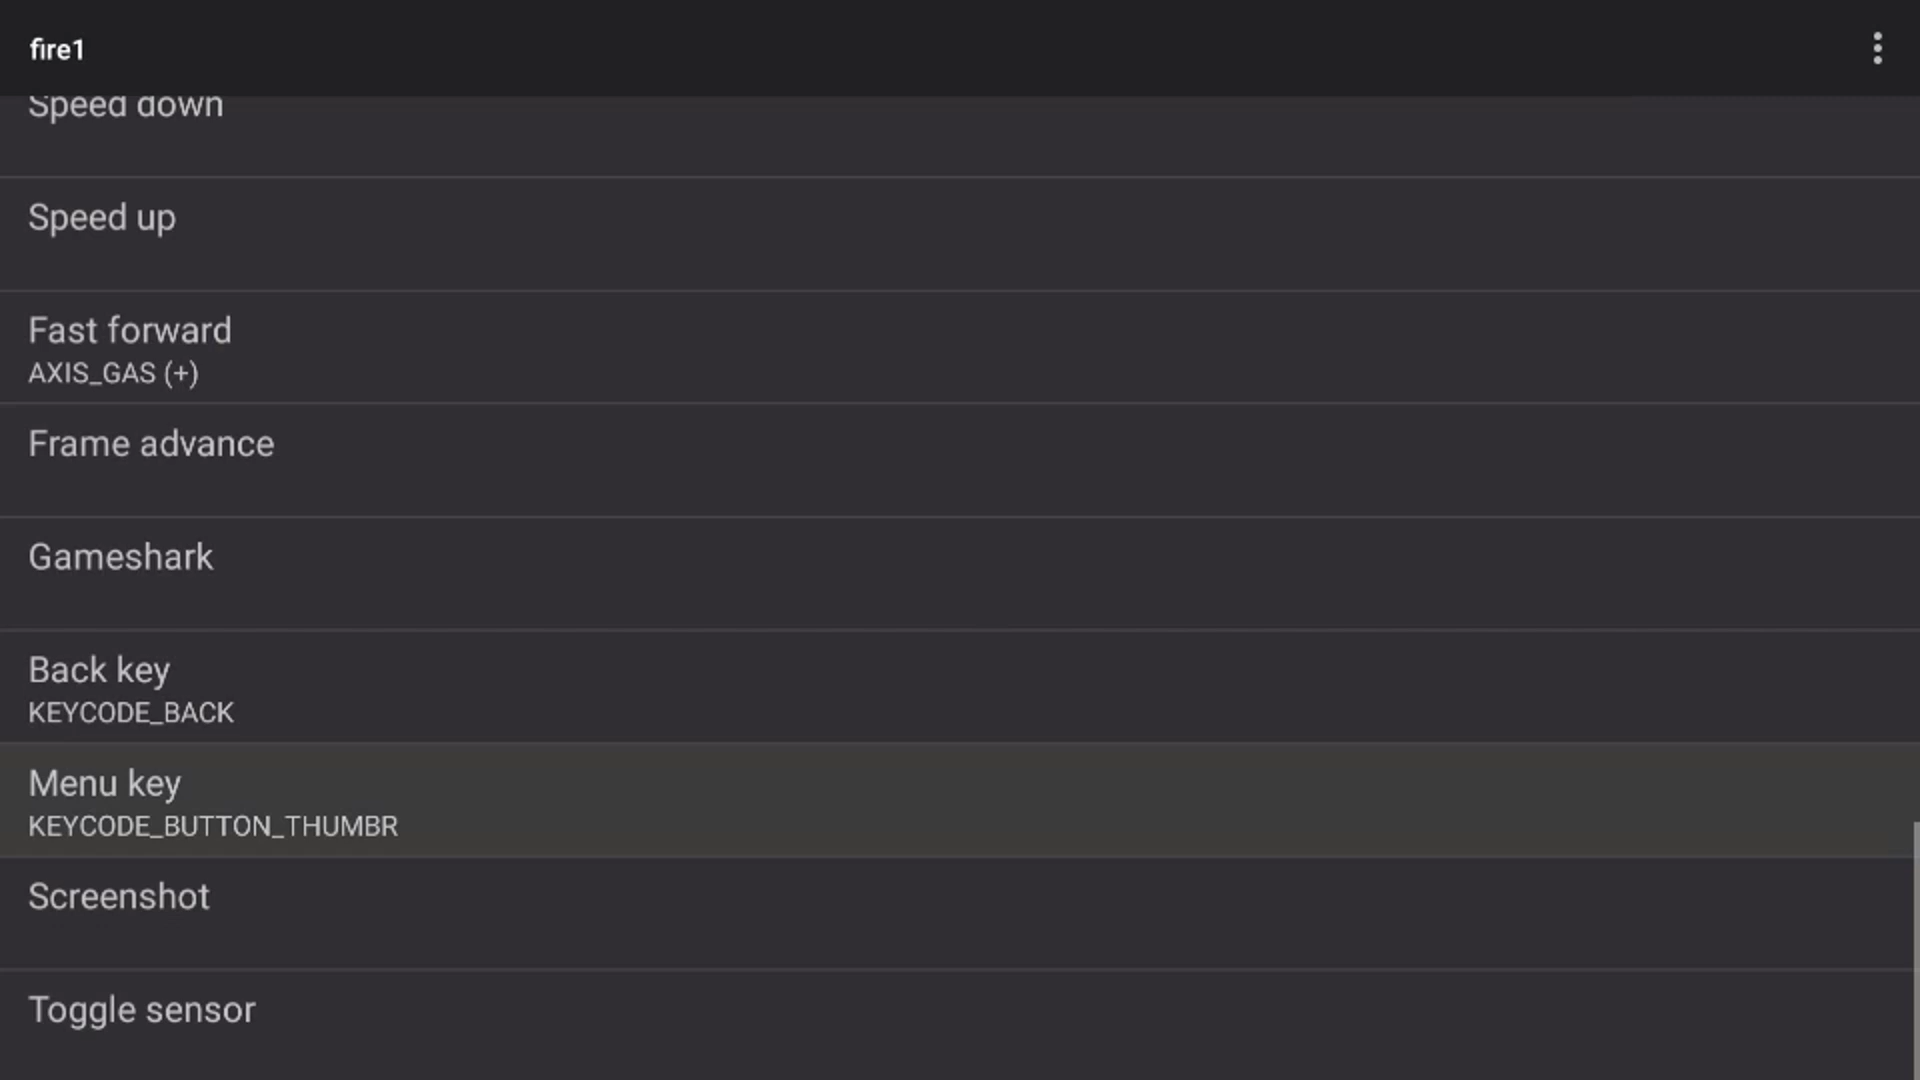 fire1
Speed down
Speed up
Fast forward
AXIS_GAS (+)
Frame advance
Gameshark
Back key
KEYCODE_BACK
Menu key
KEYCODE_BUTTON_THUMBR
Screenshot
Toggle sensor